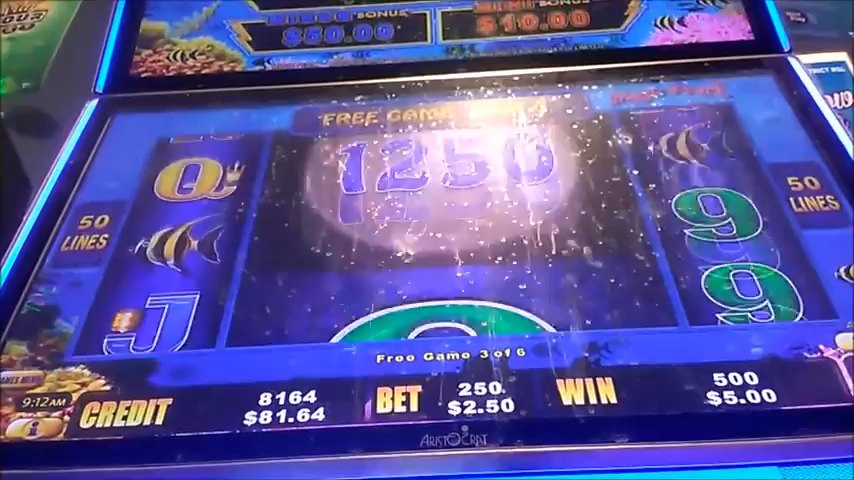 BONUS
BONUS
$50.00
$10.00
FREE GAME
1250
Q
9
50
LINES
50
LINES
J
9
Free Game 3 of 6
9:12AM
CREDIT
8164
$81.64
BET
250
$2.50
WIN
500
$5.00
ARISTOCRAT